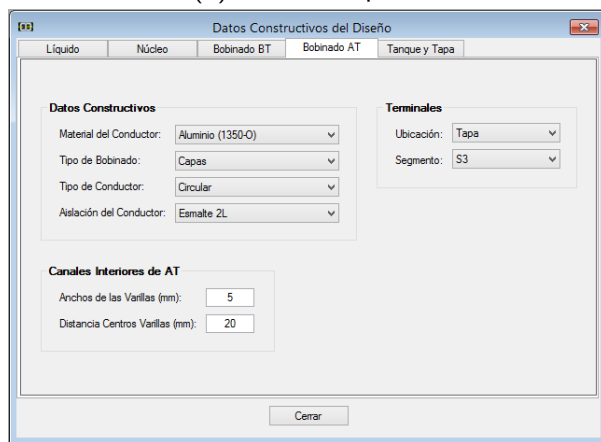 Datos Constructivos del Diseño
Líquido Núcleo Bobinado BT Bobinado AT Tanque y Tapa
Datos Constructivos
Material del Conductor: Aluminio (1350-O)
Tipo de Bobinado: Capas
Tipo de Conductor: Circular
Aislación del Conductor: Esmalte 2L
Terminales
Ubicación: Tapa
Segmento: S3
Canales Interiores de AT
Anchos de las Varillas (mm): 5
Distancia Centros Varillas (mm): 20
Cerrar